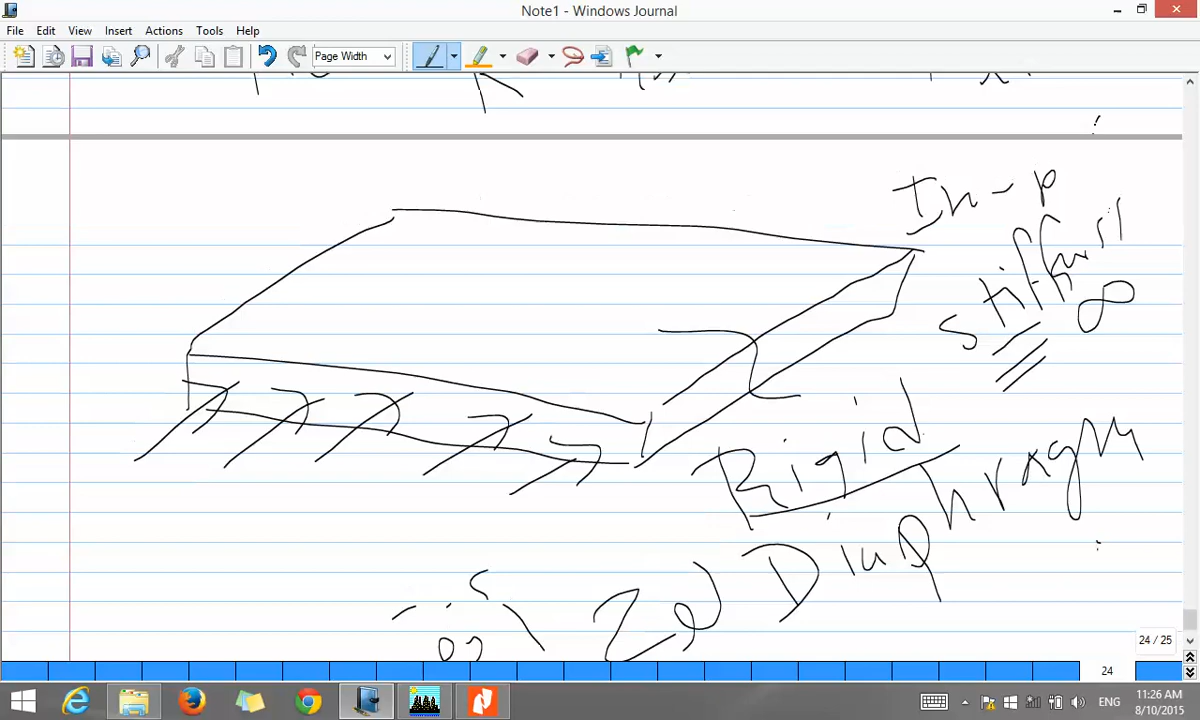 Note1 - Windows Journal
File Edit View Insert Actions Tools Help
Page Width
In-P
Stiffness
∞
Rigid
Diaphragm
24 / 25
24
ENG
11:26 AM
8/10/2015